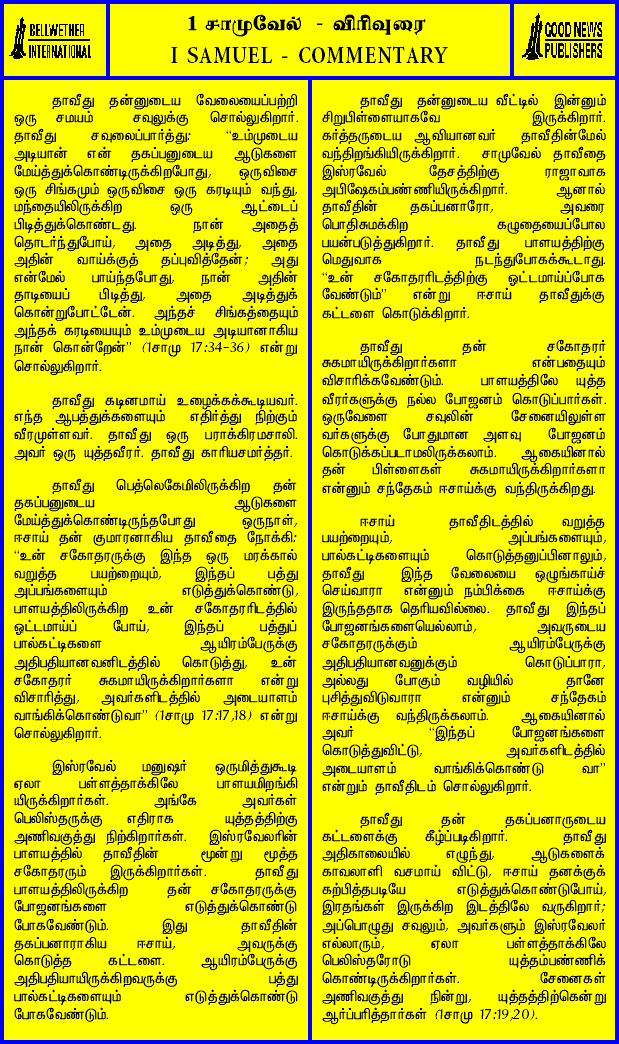 BELLWETHER
INTERNATIONAL
1 சாமுவேல் - விரிவுரை
I SAMUEL - COMMENTARY
GOOD NEWS
PUBLISHERS
தாவீது தன்னுடைய வேலையைப்பற்றி
ஒரு சமயம் சவுலுக்கு சொல்லுகிறார்.
தாவீது சவுலைப்பார்த்து: “உம்முடைய
அடியான் என் தகப்பனுடைய ஆடுகளை
மேய்த்துக்கொண்டிருக்கிறபோது, ஒருவிசை
ஒரு சிங்கமும் ஒருவிசை ஒரு கரடியும் வந்து,
மந்தையிலிருக்கிற ஒரு ஆட்டைப்
பிடித்துக்கொண்டது. நான் அதைத்
தொடர்ந்துபோய், அதை அடித்து, அதை
அதின் வாய்க்குத் தப்புவித்தேன்; அது
என்மேல் பாய்ந்தபோது, நான் அதின்
தாடியைப் பிடித்து, அதை அடித்துக்
கொன்றுபோட்டேன். அந்தச் சிங்கத்தையும்
அந்தக் கரடியையும் உம்முடைய அடியானாகிய
நான் கொன்றேன்” (1சாமு 17:34-36) என்று
சொல்லுகிறார்.
தாவீது கடினமாய் உழைக்கக்கூடியவர்.
எந்த ஆபத்துக்களையும் எதிர்த்து நிற்கும்
வீரமுள்ளவர். தாவீது ஒரு பராக்கிரமசாலி.
அவர் ஒரு யுத்தவீரர். தாவீது காரியசமர்த்தர்.
தாவீது பெத்லெகேமிலிருக்கிற தன்
தகப்பனுடைய ஆடுகளை
மேய்த்துக்கொண்டிருந்தபோது ஒருநாள்,
ஈசாய் தன் குமாரனாகிய தாவீதை நோக்கி:
“உன் சகோதரருக்கு இந்த ஒரு மரக்கால்
வறுத்த பயற்றையும், இந்தப் பத்து
அப்பங்களையும் எடுத்துக்கொண்டு,
பாளயத்திலிருக்கிற உன் சகோதரரிடத்தில்
ஓட்டமாய்ப் போய், இந்தப் பத்துப்
பால்கட்டிகளை ஆயிரம்பேருக்கு
அதிபதியானவனிடத்தில் கொடுத்து, உன்
சகோதரர் சுகமாயிருக்கிறார்களா என்று
விசாரித்து, அவர்களிடத்தில் அடையாளம்
வாங்கிக்கொண்டுவா” (1சாமு 17:17,18) என்று
சொல்லுகிறார்.
இஸ்ரவேல் மனுஷர் ஒருமித்துகூடி
ஏலா பள்ளத்தாக்கிலே பாளயமிறங்கி
யிருக்கிறார்கள். அங்கே அவர்கள்
பெலிஸ்தருக்கு எதிராக யுத்தத்திற்கு
அணிவகுத்து நிற்கிறார்கள். இஸ்ரவேலரின்
பாளயத்தில் தாவீதின் மூன்று மூத்த
சகோதரரும் இருக்கிறார்கள். தாவீது
பாளயத்திலிருக்கிற தன் சகோதரருக்கு
போஜனங்களை எடுத்துக்கொண்டு
போகவேண்டும். இது தாவீதின்
தகப்பனாராகிய ஈசாய், அவருக்கு
கொடுத்த கட்டளை. ஆயிரம்பேருக்கு
அதிபதியாயிருக்கிறவருக்கு பத்து
பால்கட்டிகளையும் எடுத்துக்கொண்டு
போகவேண்டும்.
தாவீது தன்னுடைய வீட்டில் இன்னும்
சிறுபிள்ளையாகவே இருக்கிறார்.
கர்த்தருடைய ஆவியானவர் தாவீதின்மேல்
வந்திறங்கியிருக்கிறார். சாமுவேல் தாவீதை
இஸ்ரவேல் தேசத்திற்கு ராஜாவாக
அபிஷேகம்பண்ணியிருக்கிறார். ஆனால்
தாவீதின் தகப்பனாரோ, அவரை
பொதிசுமக்கிற கழுதையைப்போல
பயன்படுத்துகிறார். தாவீது பாளயத்திற்கு
மெதுவாக நடந்துபோகக்கூடாது.
“உன் சகோதரரிடத்திற்கு ஓட்டமாய்ப்போக
வேண்டும்” என்று ஈசாய் தாவீதுக்கு
கட்டளை கொடுக்கிறார்.
தாவீது தன் சகோதரர்
சுகமாயிருக்கிறார்களா என்பதையும்
விசாரிக்கவேண்டும். பாளயத்திலே யுத்த
வீரர்களுக்கு நல்ல போஜனம் கொடுப்பார்கள்.
ஒருவேளை சவுலின் சேனையிலுள்ள
வர்களுக்கு போதுமான அளவு போஜனம்
கொடுக்கப்படாமலிருக்கலாம். ஆகையினால்
தன் பிள்ளைகள் சுகமாயிருக்கிறார்களா
என்னும் சந்தேகம் ஈசாய்க்கு வந்திருக்கிறது.
ஈசாய் தாவீதிடத்தில் வறுத்த
பயற்றையும், அப்பங்களையும்,
பால்கட்டிகளையும் கொடுத்தனுப்பினாலும்,
தாவீது இந்த வேலையை ஒழுங்காய்ச்
செய்வாரா என்னும் நம்பிக்கை ஈசாய்க்கு
இருந்ததாக தெரியவில்லை. தாவீது இந்தப்
போஜனங்களையெல்லாம், அவருடைய
சகோதரருக்கும் ஆயிரம்பேருக்கு
அதிபதியானவனுக்கும் கொடுப்பாரா,
அல்லது போகும் வழியில் தானே
புசித்துவிடுவாரா என்னும் சந்தேகம்
ஈசாய்க்கு வந்திருக்கலாம். ஆகையினால்
அவர் “இந்தப் போஜனங்களை
கொடுத்துவிட்டு, அவர்களிடத்தில்
அடையாளம் வாங்கிக்கொண்டு வா”
என்றும் தாவீதிடம் சொல்லுகிறார்.
தாவீது தன் தகப்பனாருடைய
கட்டளைக்கு கீழ்ப்படிகிறார். தாவீது
அதிகாலையில் எழுந்து, ஆடுகளைக்
காவலாளி வசமாய் விட்டு, ஈசாய் தனக்குக்
கற்பித்தபடியே எடுத்துக்கொண்டுபோய்,
இரதங்கள் இருக்கிற இடத்திலே வருகிறார்;
அப்பொழுது சவுலும், அவர்களும் இஸ்ரவேலர்
எல்லாரும், ஏலா பள்ளத்தாக்கிலே
பெலிஸ்தரோடு யுத்தம்பண்ணிக்
கொண்டிருக்கிறார்கள். சேனைகள்
அணிவகுத்து நின்று, யுத்தத்திற்கென்று
ஆர்ப்பரித்தார்கள் (1சாமு 17:19,20).